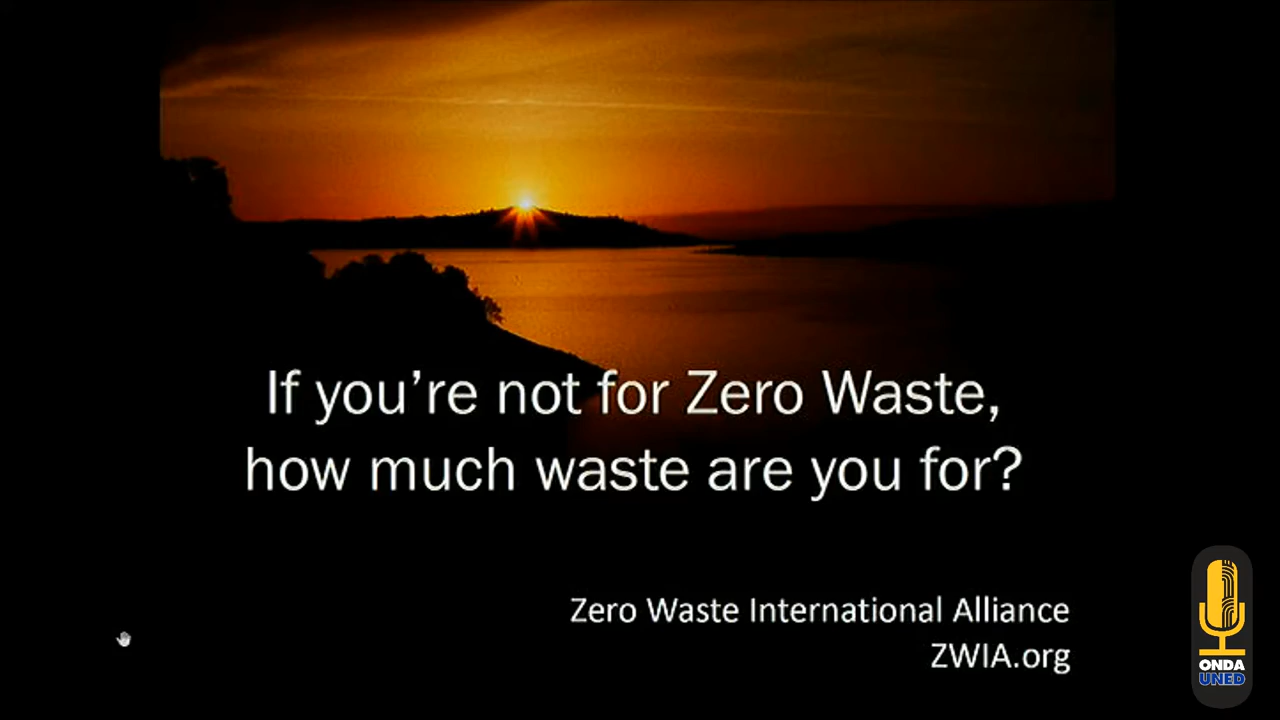 If you’re not for Zero Waste,
how much waste are you for?
Zero Waste International Alliance
ZWIA.org
ONDA
UNED